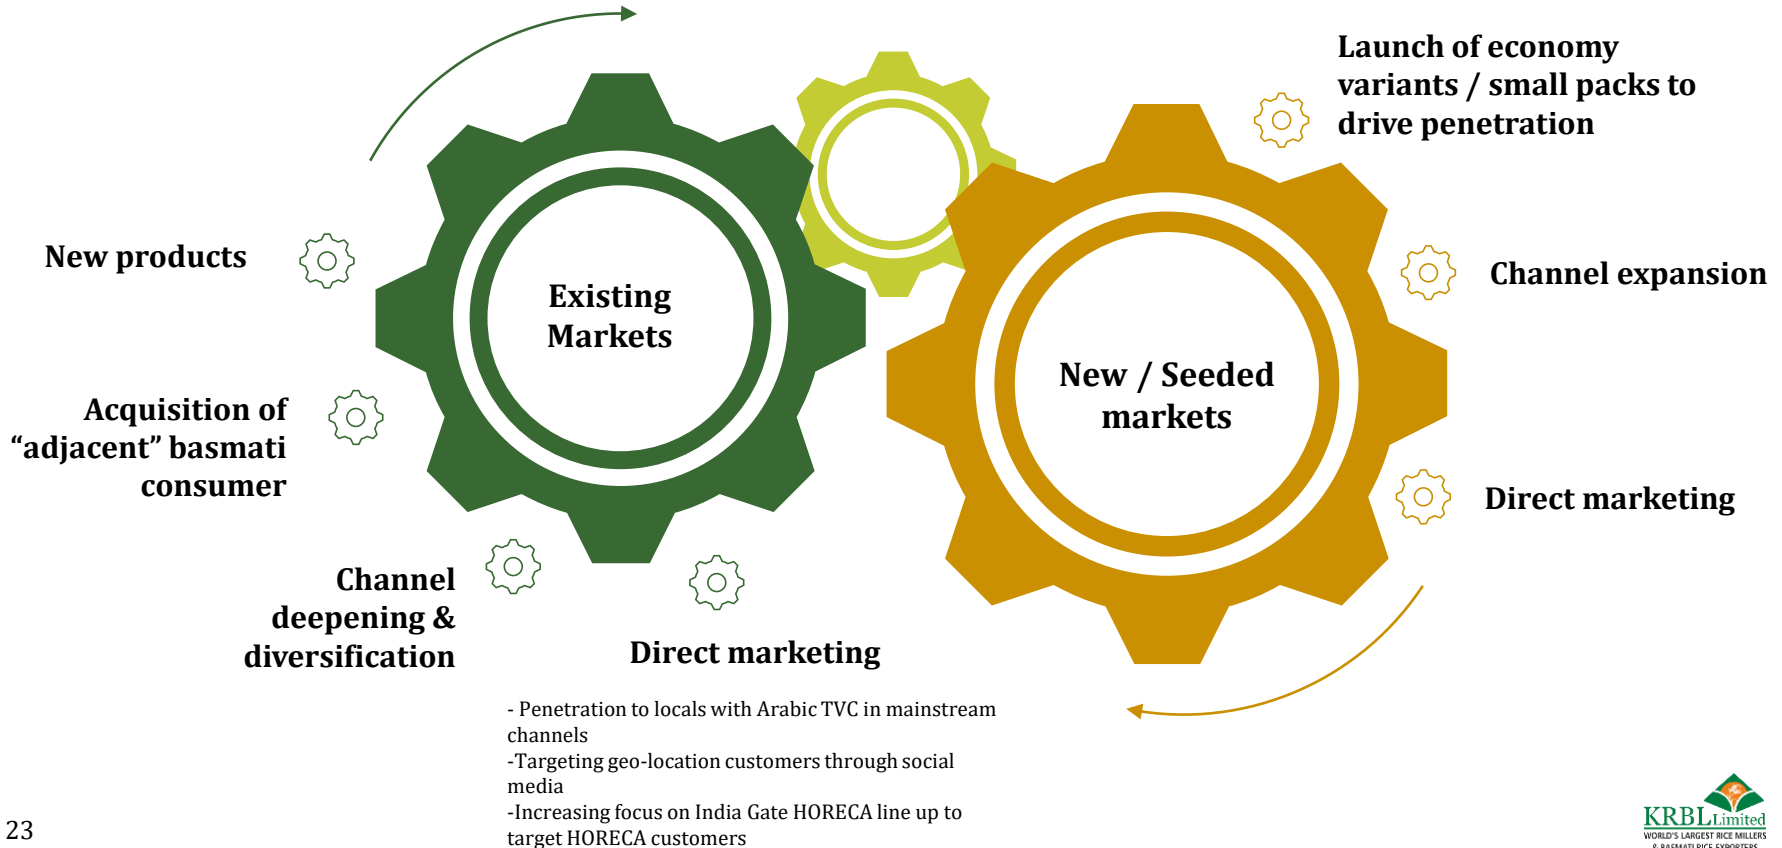 Launch of economy
variants / small packs to
drive penetration
New products
Existing
Markets
Channel expansion
New / Seeded
markets
Acquisition of
“adjacent” basmati
consumer
Direct marketing
Channel
deepening &
diversification
Direct marketing
- Penetration to locals with Arabic TVC in mainstream
channels
-Targeting geo-location customers through social
media
-Increasing focus on India Gate HORECA line up to
target HORECA customers
23
KRBL Limited
WORLD'S LARGEST RICE MILLERS
& BASMATI RICE EXPORTERS